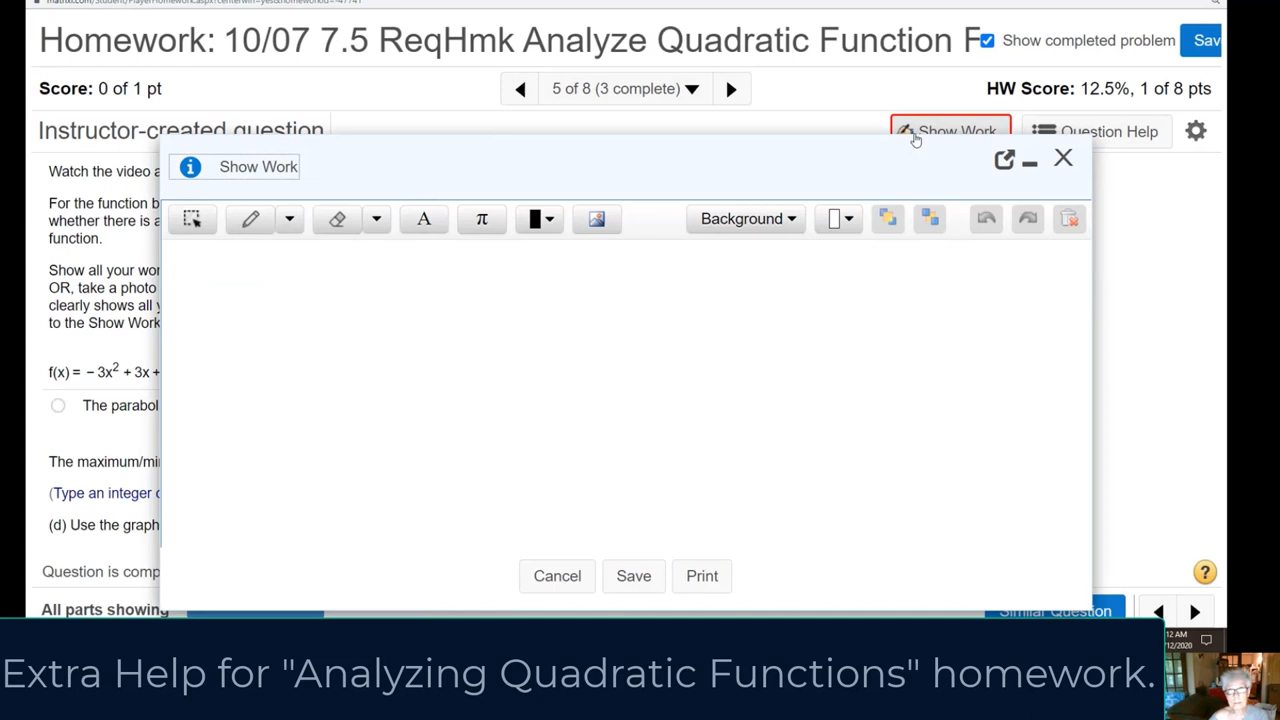 Homework: 10/07 7.5 ReqHmk Analyze Quadratic Function F
Show completed problem
Sav
Score: 0 of 1 pt
5 of 8 (3 complete)
HW Score: 12.5%, 1 of 8 pts
Instructor-created question
Show Work
Question Help
Watch the video a
For the function b
whether there is a
function.
Show all your wor
OR, take a photo
clearly shows all y
to the Show Work
f(x) = − 3x² + 3x +
The parabol
The maximum/mi
(Type an integer o
(d) Use the graph
Question is comp
All parts showing
Show Work
A
π
Background
Cancel
Save
Print
?
Similar Question
12 AM
/12/2020
Extra Help for "Analyzing Quadratic Functions" homework.